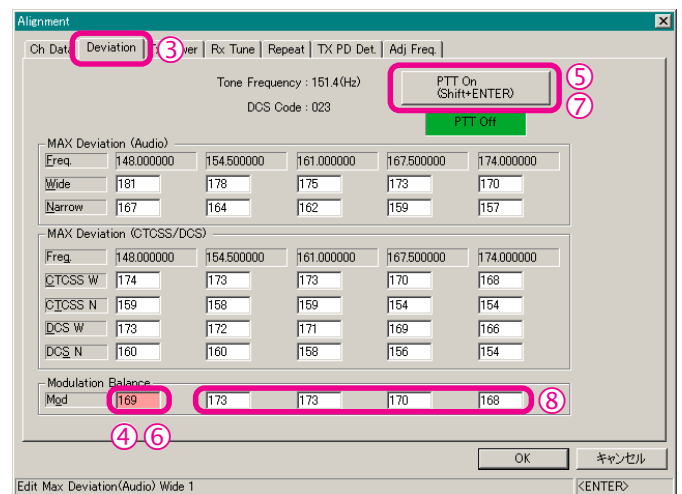 Alignment
Ch Data Deviation ③ wer Rx Tune Repeat TX PD Det. Adj Freq.
Tone Frequency : 151.4(Hz)
DCS Code : 023
PTT On
(Shift+ENTER)
⑤
⑦
PTT Off
MAX Deviation (Audio)
Freq. 148.000000 154.500000 161.000000 167.500000 174.000000
Wide 181 178 175 173 170
Narrow 167 164 162 159 157
MAX Deviation (CTCSS/DCS)
Freq. 148.000000 154.500000 161.000000 167.500000 174.000000
CTCSS W 174 173 173 170 168
CTCSS N 159 158 159 154 154
DCS W 173 172 171 169 166
DCS N 160 160 158 156 154
Modulation Balance
Mod 169 173 173 170 168 ⑧
④ ⑥
OK キャンセル
Edit Max Deviation(Audio) Wide 1 <ENTER>